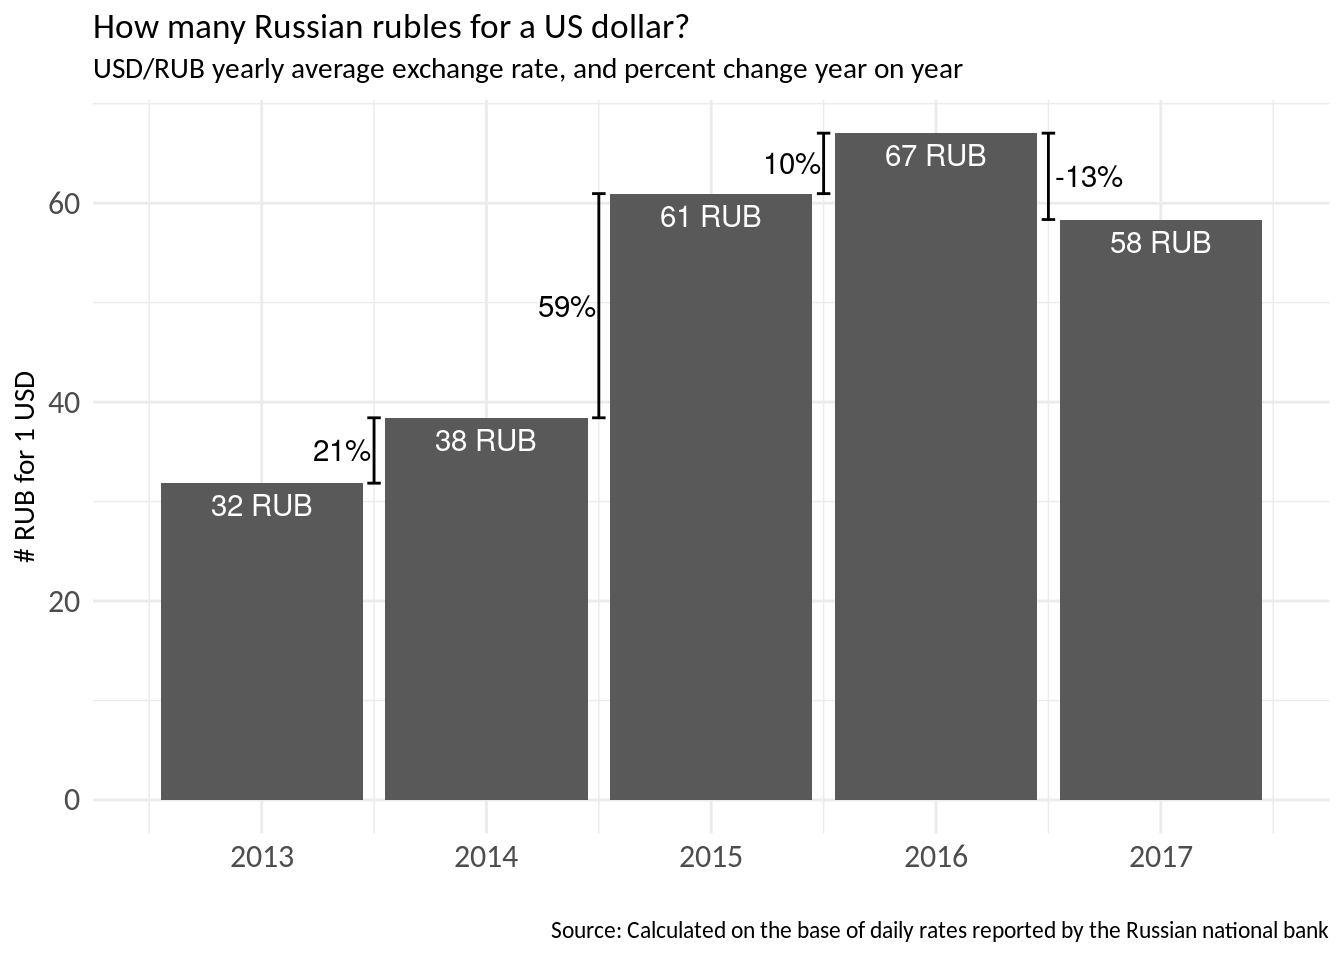 How many Russian rubles for a US dollar?
USD/RUB yearly average exchange rate, and percent change year on year
# RUB for 1 USD
60
40
20
0
21%
59%
10%
-13%
32 RUB
38 RUB
61 RUB
67 RUB
58 RUB
2013
2014
2015
2016
2017
Source: Calculated on the base of daily rates reported by the Russian national bank